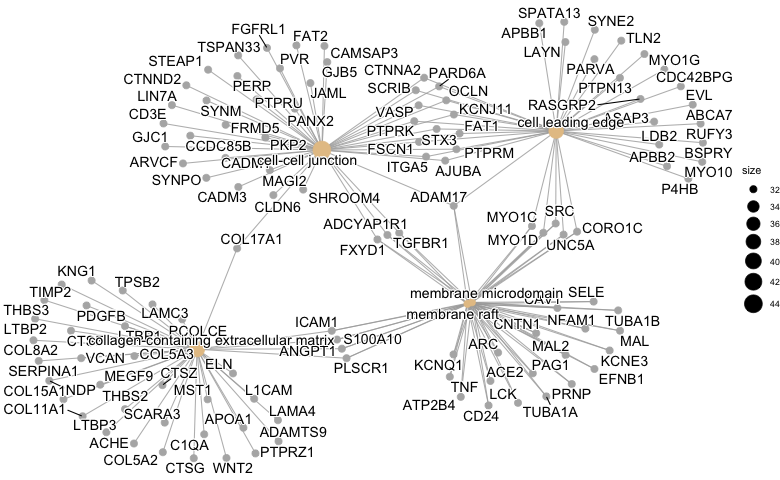 SPATA13
APBB1
SYNE2
LAYN
TLN2
PARVA
MYO1G
PTPN13
CDC42BPG
RASGRP2
EVL
ASAP3
ABCA7
cell leading edge
LDB2
RUFY3
APBB2
BSPRY
MYO10
P4HB
FGFRL1
FAT2
TSPAN33
PVR
CAMSAP3
STEAP1
GJB5
CTNND2
PERP
JAML
LIN7A
PTPRU
CD3E
SYNM
PANX2
FRMD5
GJC1
CCDC85B
PKP2
ARVCF
cell-cell junction
SYNPO
MAGI2
CADM3
SHROOM4
CLDN6
CTNNA2
PARD6A
SCRIB
OCLN
VASP
KCNJ11
PTPRK
FAT1
FSCN1
STX3
PTPRM
ITGA5
AJUBA
ADAM17
ADCYAP1R1
FXYD1
TGFBR1
COL17A1
MYO1C
SRC
MYO1D
CORO1C
UNC5A
membrane microdomain
SELE
CAV1
membrane raft
CNTN1
NFAM1
TUBA1B
MAL
ARC
MAL2
KCNQ1
PAG1
KCNE3
ACE2
EFNB1
TNF
LCK
PRNP
ATP2B4
CD24
TUBA1A
ICAM1
S100A10
ANGPT1
PLSCR1
KNG1
TPSB2
TIMP2
THBS3
PDGFB
LAMC3
LTBP2
LTBP1
PCOLCE
collagen-containing extracellular matrix
COL8A2
VCAN
COL5A3
SERPINA1
MEGF9
CTSZ
ELN
COL15A1
NDP
THBS2
MST1
L1CAM
COL11A1
SCARA3
LTBP3
APOA1
LAMA4
ADAMTS9
ACHE
C1QA
PTPRZ1
COL5A2
CTSG
WNT2
size
32
34
36
38
40
42
44